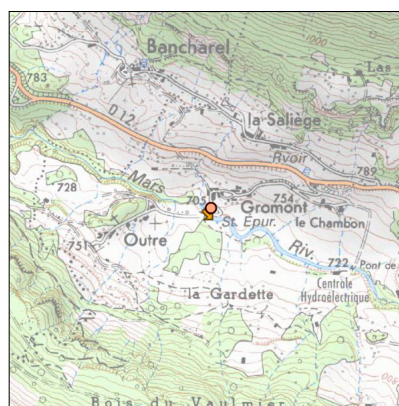 1000
Bancharel
783
Las
D 12
la Saliège
Rvoir
789
Mars
728
705
754
Gromont
St. Epur.
le Chambon
751
Outre
Riv.
722
Pont de
la Gardette
Centrale
Hydroélectrique
Bois du Vaulmier